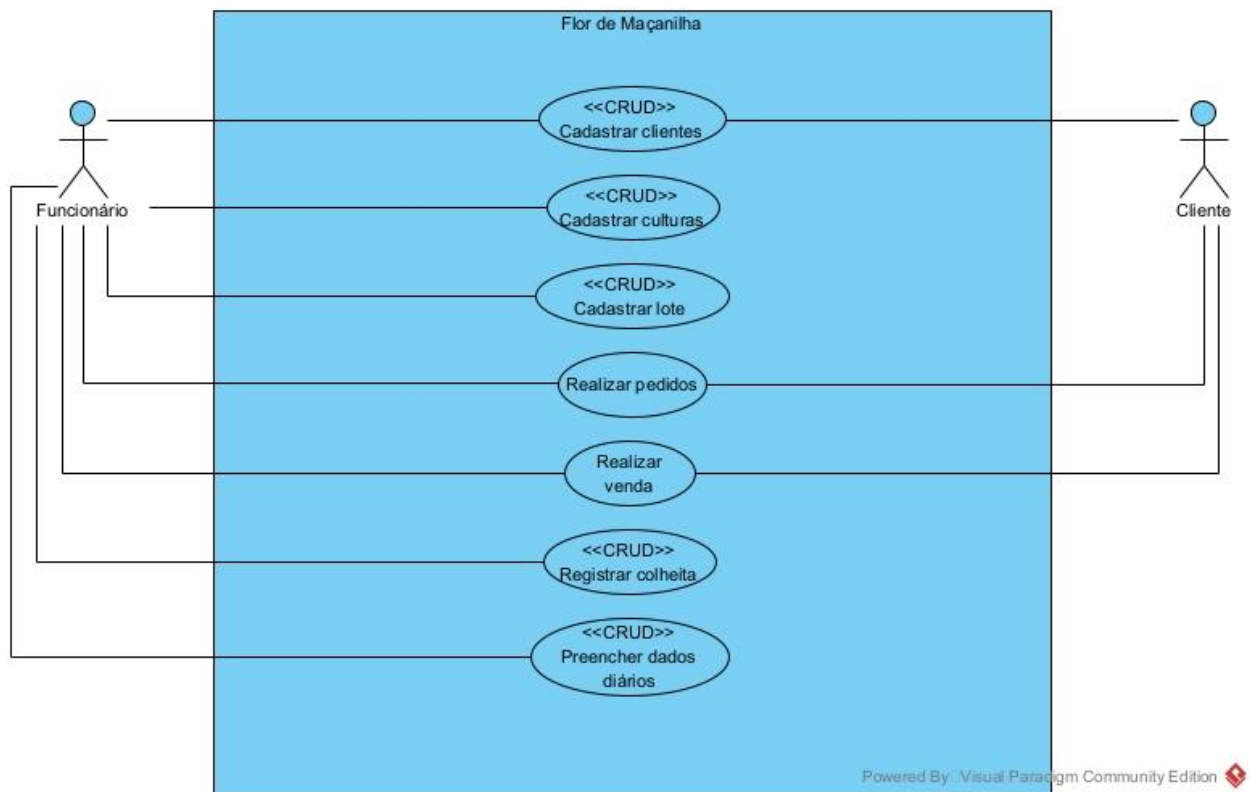 Flor de Maçanilha
<<CRUD>>
Cadastrar clientes
Funcionário
Cliente
<<CRUD>>
Cadastrar culturas
<<CRUD>>
Cadastrar lote
Realizar pedidos
Realizar
venda
<<CRUD>>
Registrar colheita
<<CRUD>>
Preencher dados
diários
Powered By Visual Paradigm Community Edition